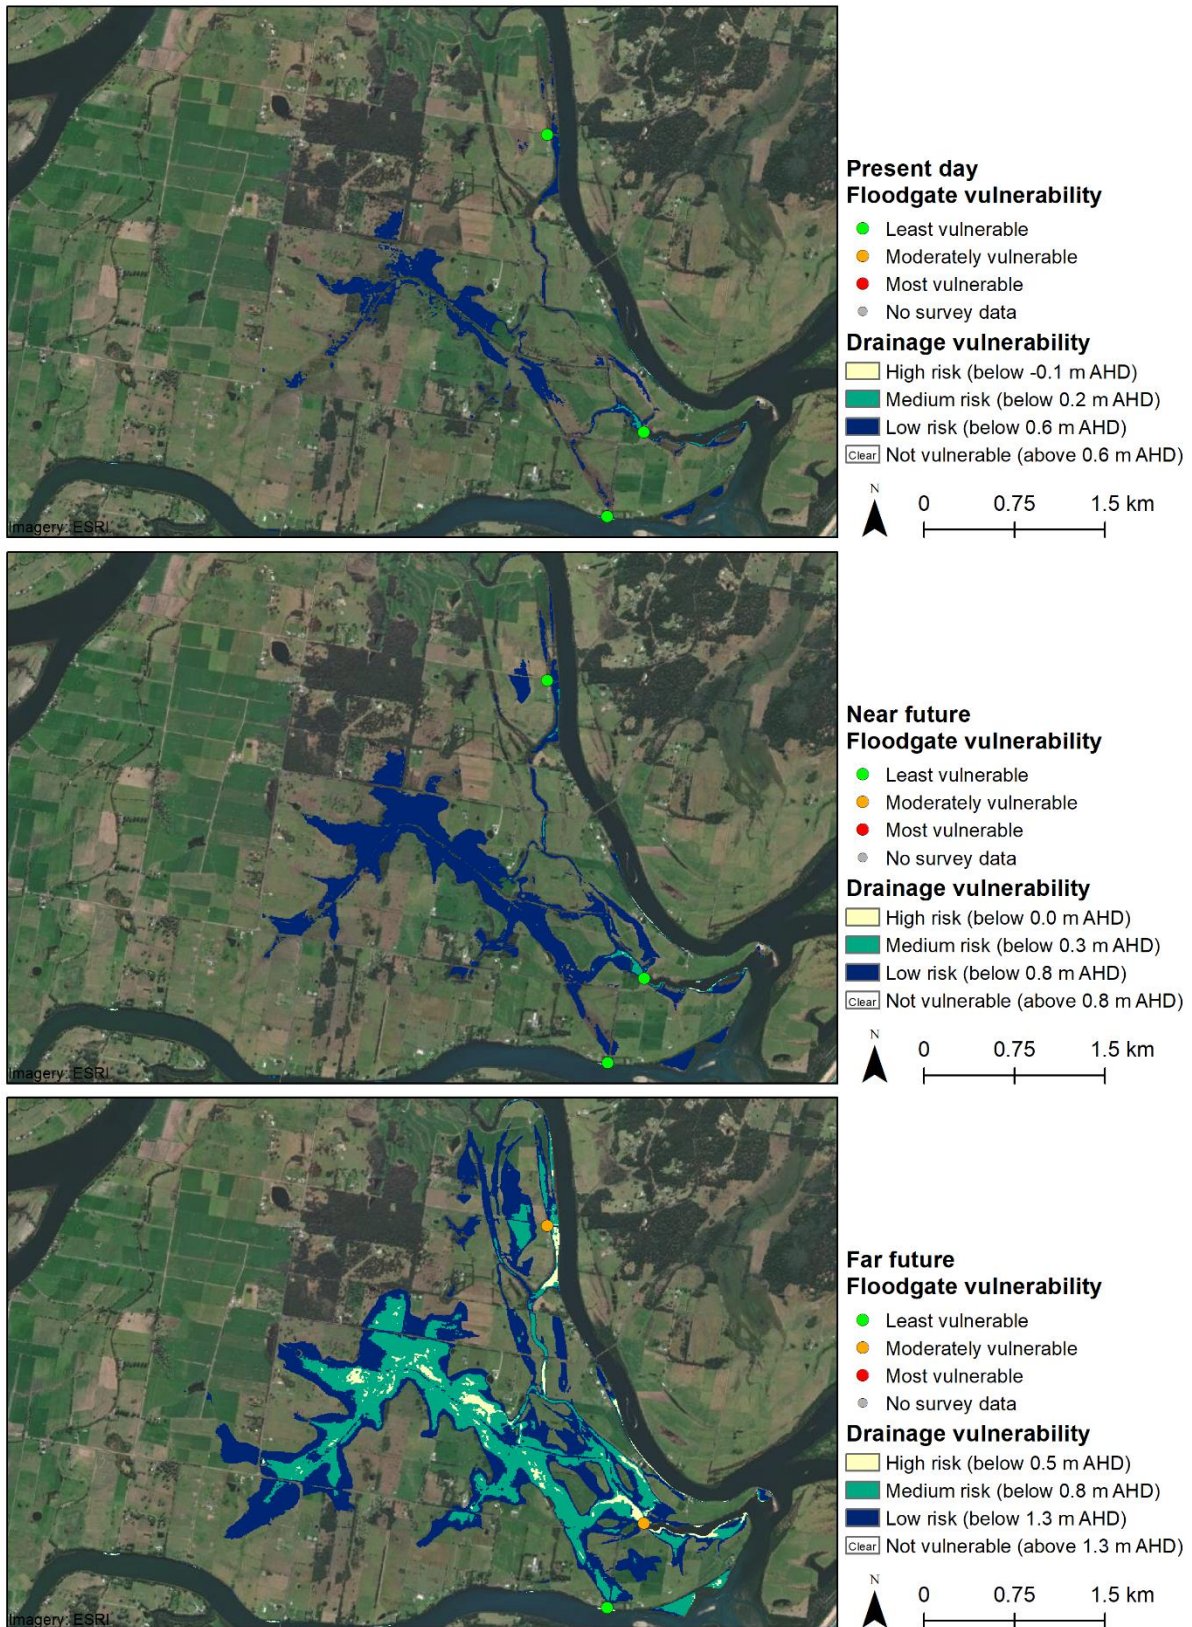 Present day
Floodgate vulnerability
Least vulnerable
Moderately vulnerable
Most vulnerable
No survey data
Drainage vulnerability
High risk (below -0.1 m AHD)
Medium risk (below 0.2 m AHD)
Low risk (below 0.6 m AHD)
Clear Not vulnerable (above 0.6 m AHD)
N
0 0.75 1.5 km
Imagery: ESRI
Near future
Floodgate vulnerability
Least vulnerable
Moderately vulnerable
Most vulnerable
No survey data
Drainage vulnerability
High risk (below 0.0 m AHD)
Medium risk (below 0.3 m AHD)
Low risk (below 0.8 m AHD)
Clear Not vulnerable (above 0.8 m AHD)
N
0 0.75 1.5 km
Imagery: ESRI
Far future
Floodgate vulnerability
Least vulnerable
Moderately vulnerable
Most vulnerable
No survey data
Drainage vulnerability
High risk (below 0.5 m AHD)
Medium risk (below 0.8 m AHD)
Low risk (below 1.3 m AHD)
Clear Not vulnerable (above 1.3 m AHD)
N
0 0.75 1.5 km
Imagery: ESRI